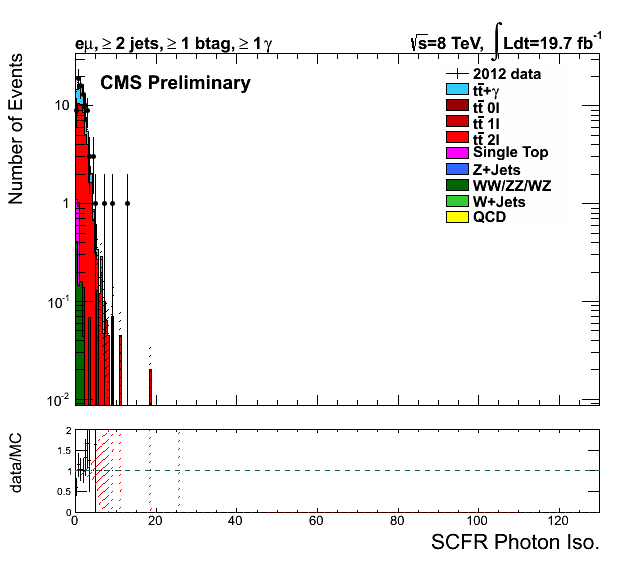 eμ, ≥ 2 jets, ≥ 1 btag, ≥ 1 γ
√s=8 TeV, ∫Ldt=19.7 fb⁻¹
CMS Preliminary
Number of Events
10
1
10⁻¹
10⁻²
2012 data
tt̄+γ
tt̄ 0l
tt̄ 1l
tt̄ 2l
Single Top
Z+Jets
WW/ZZ/WZ
W+Jets
QCD
data/MC
2
1.5
1
0.5
0
0 20 40 60 80 100 120
SCFR Photon Iso.